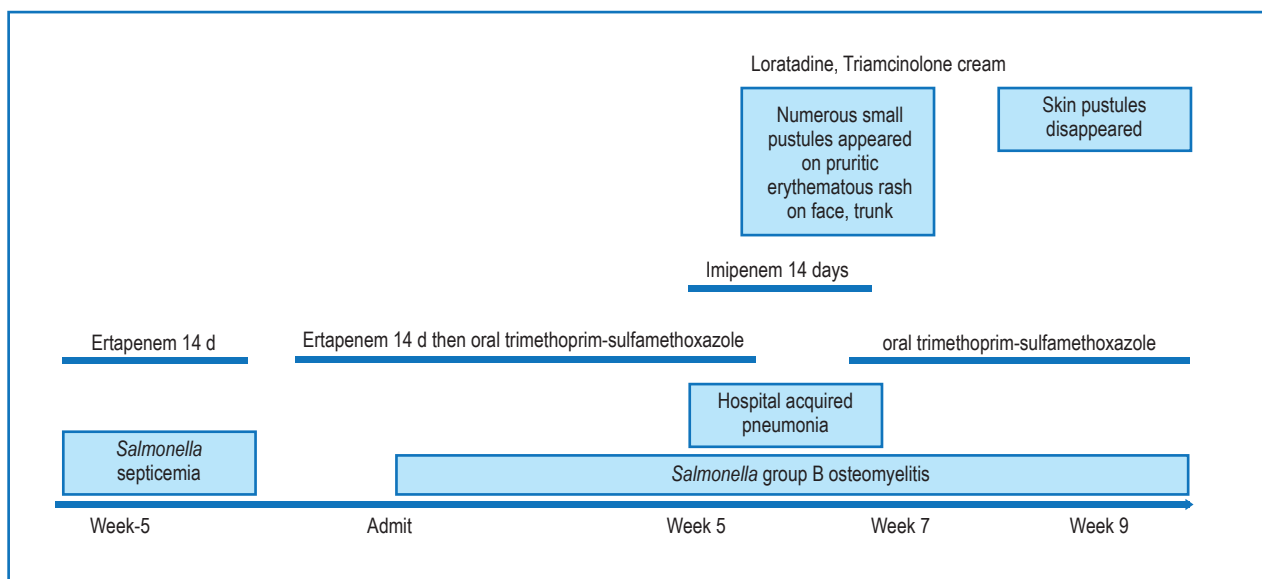 Loratadine, Triamcinolone cream
Numerous small
pustules appeared
on pruritic
erythematous rash
on face, trunk
Skin pustules
disappeared
Imipenem 14 days
Ertapenem 14 d
Ertapenem 14 d then oral trimethoprim-sulfamethoxazole
oral trimethoprim-sulfamethoxazole
Hospital acquired
pneumonia
Salmonella
septicemia
Salmonella group B osteomyelitis
Week-5
Admit
Week 5
Week 7
Week 9